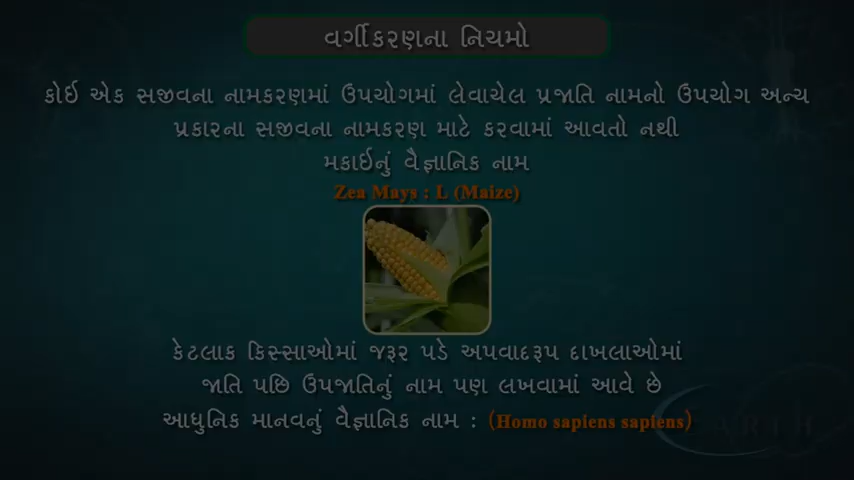 વર્ગીકરણના નિયમો
કોઈ એક સજીવના નામકરણમાં ઉપયોગમાં લેવાયેલ પ્રજાતિ નામનો ઉપયોગ અન્ય
પ્રકારના સજીવના નામકરણ માટે કરવામાં આવતો નથી
મકાઈનું વૈજ્ઞાનિક નામ
Zea Mays : L (Maize)
કેટલાક કિસ્સાઓમાં જરૂર પડે અપવાદરૂપ દાખલાઓમાં
જાતિ પછિ ઉપજાતિનું નામ પણ લખવામાં આવે છે
આધુનિક માનવનું વૈજ્ઞાનિક નામ : (Homo sapiens sapiens)